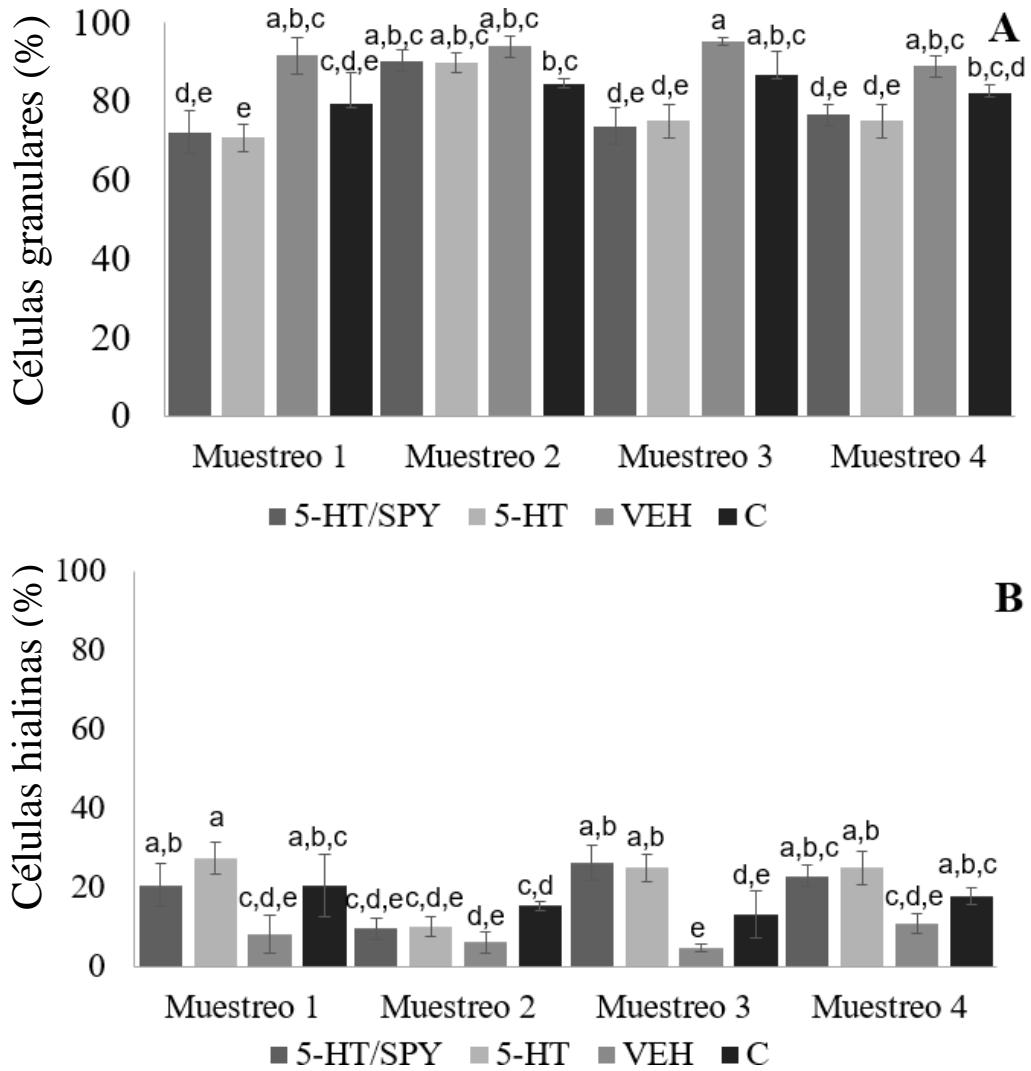 A
Células granulares (%)
100
80
60
40
20
0
d,e e a,b,c c,d,e a,b,c a,b,c a,b,c b,c d,e d,e a a,b,c d,e d,e a,b,c b,c,d
Muestreo 1 Muestreo 2 Muestreo 3 Muestreo 4
5-HT/SPY 5-HT VEH C
B
Células hialinas (%)
100
80
60
40
20
0
a,b a c,d,e a,b,c c,d,e c,d,e d,e c,d a,b a,b e d,e a,b,c a,b c,d,e a,b,c
Muestreo 1 Muestreo 2 Muestreo 3 Muestreo 4
5-HT/SPY 5-HT VEH C